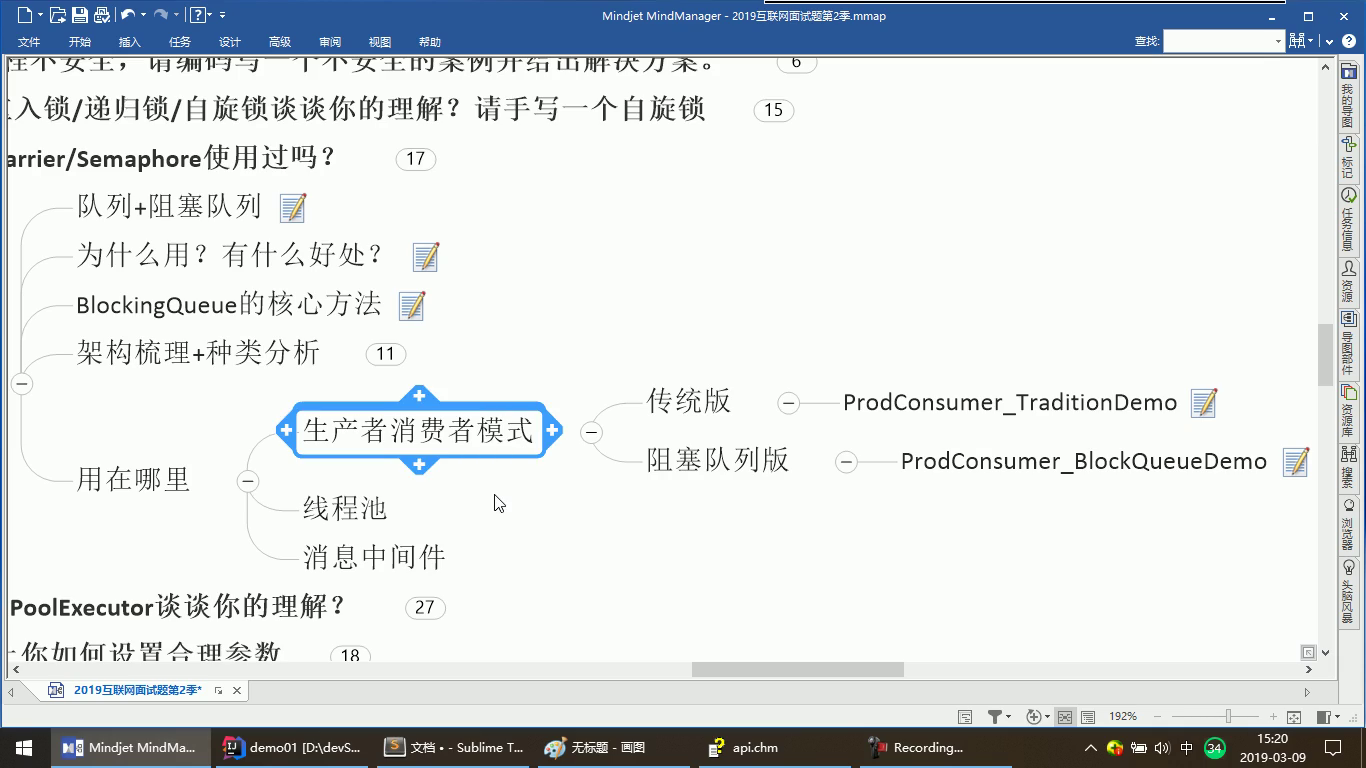 Mindjet MindManager - 2019互联网面试题第2季.mmap
文件 开始 插入 任务 设计 高级 审阅 视图 帮助 查找:
程不安全，请编码写一个不安全的案例并给出解决方案。 6
入锁/递归锁/自旋锁谈谈你的理解？请手写一个自旋锁 15
arrier/Semaphore使用过吗？ 17
队列+阻塞队列
为什么用？有什么好处？
BlockingQueue的核心方法
架构梳理+种类分析 11
用在哪里
生产者消费者模式
传统版 ProdConsumer_TraditionDemo
阻塞队列版 ProdConsumer_BlockQueueDemo
线程池
消息中间件
PoolExecutor谈谈你的理解？ 27
你如何设置合理参数 18
我的导图
标记
任务信息
资源
导图部件
资源库
搜索
浏览器
头脑风暴
2019互联网面试题第2季*
192%
Mindjet MindMa... demo01 [D:\devS... 文档 • - Sublime T... 无标题 - 画图 api.chm Recording... 中 34
15:20
2019-03-09